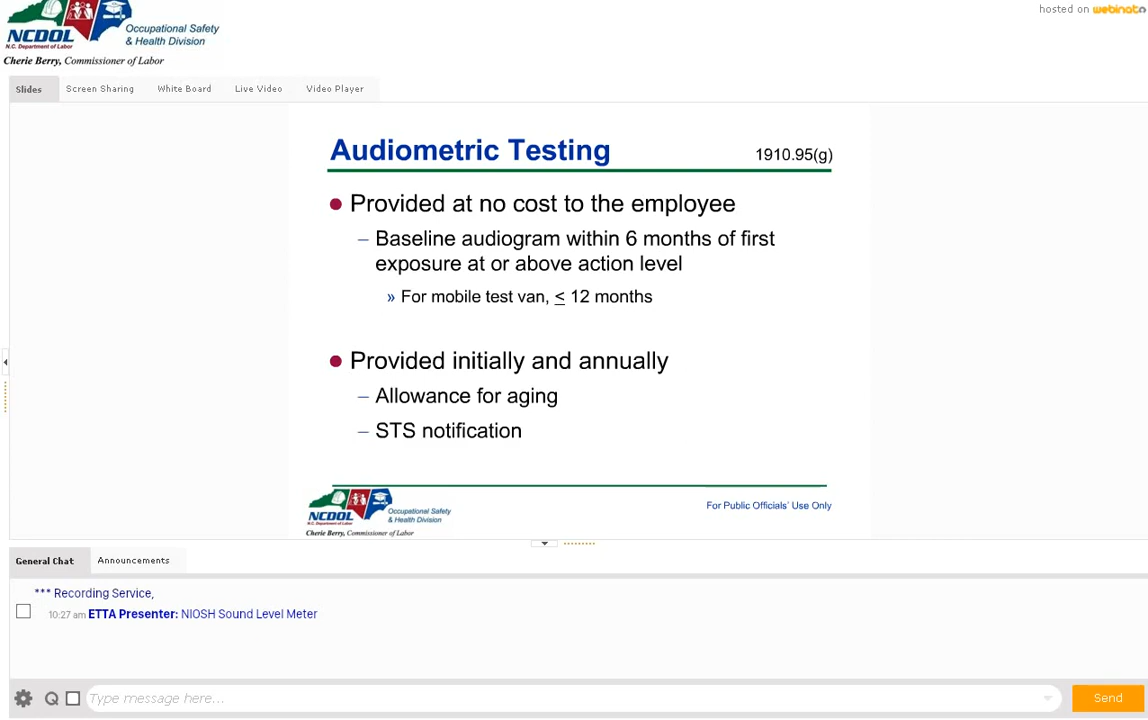 hosted on webinato
NCDOL
N.C. Department of Labor
Occupational Safety
& Health Division
Cherie Berry, Commissioner of Labor
Slides
Screen Sharing
White Board
Live Video
Video Player
Audiometric Testing
1910.95(g)
Provided at no cost to the employee
– Baseline audiogram within 6 months of first
exposure at or above action level
» For mobile test van, < 12 months
Provided initially and annually
– Allowance for aging
– STS notification
NCDOL
N.C. Department of Labor
Occupational Safety
& Health Division
Cherie Berry, Commissioner of Labor
For Public Officials' Use Only
General Chat
Announcements
*** Recording Service,
10:27 am ETTA Presenter: NIOSH Sound Level Meter
Type message here...
Send